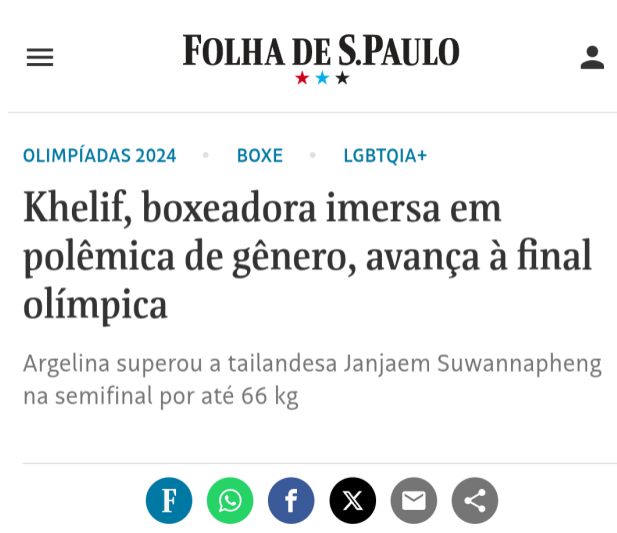 FOLHA DE S.PAULO
OLIMPÍADAS 2024 • BOXE • LGBTQIA+
Khelif, boxeadora imersa em
polêmica de gênero, avança à final
olímpica
Argelina superou a tailandesa Janjaem Suwannapheng
na semifinal por até 66 kg
F